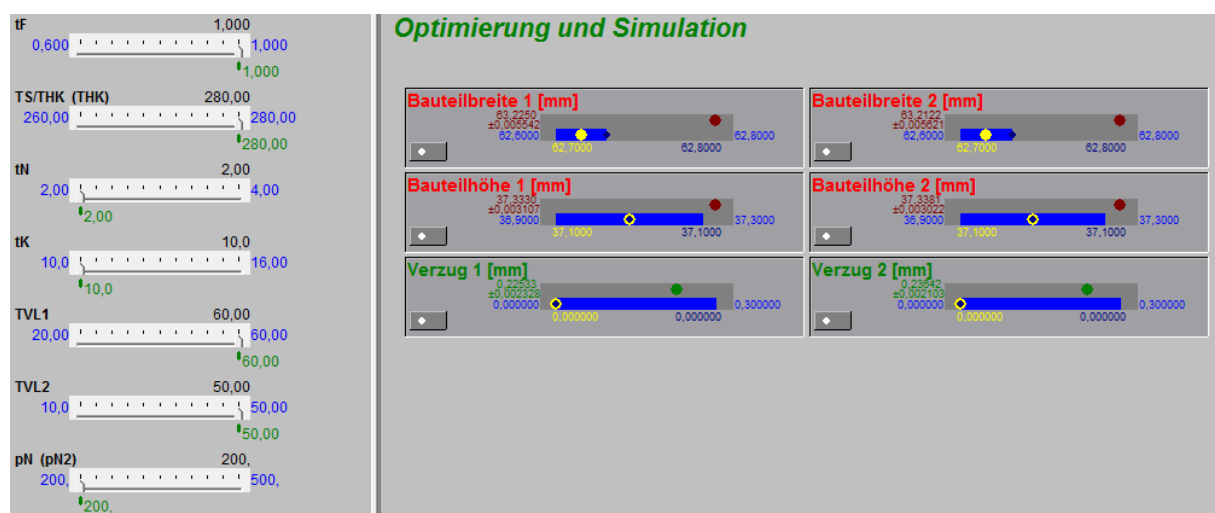 tF 1,000
0,600 1,000
1,000
TS/THK (THK) 280,00
260,00 280,00
280,00
tN 2,00
2,00 4,00
2,00
tK 10,0
10,0 16,00
10,0
TVL1 60,00
20,00 60,00
60,00
TVL2 50,00
10,0 50,00
50,00
pN (pN2) 200,
200, 500,
200,
Optimierung und Simulation
Bauteilbreite 1 [mm]
63,2250
±0,005542
62,6000 62,8000
62,7000 62,8000
Bauteilbreite 2 [mm]
63,2122
±0,005621
62,6000 62,8000
62,7000 62,8000
Bauteilhöhe 1 [mm]
37,3330
±0,003107
36,9000 37,3000
37,1000 37,1000
Bauteilhöhe 2 [mm]
37,3381
±0,003022
36,9000 37,3000
37,1000 37,1000
Verzug 1 [mm]
0,22533
±0,002328
0,000000 0,300000
0,000000 0,000000
Verzug 2 [mm]
0,23642
±0,002103
0,000000 0,300000
0,000000 0,000000